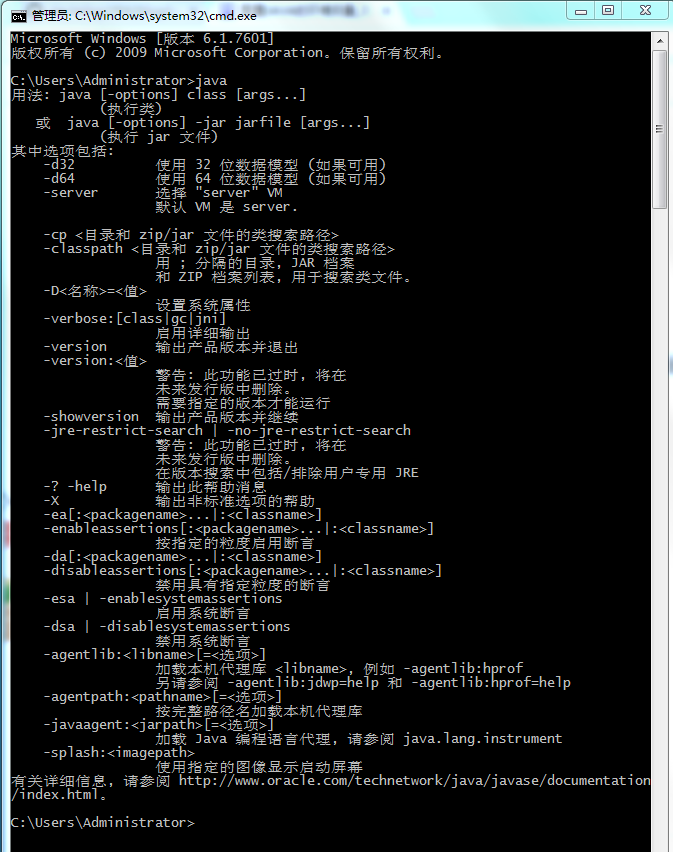 管理员: C:\Windows\system32\cmd.exe
Microsoft Windows [版本 6.1.7601]
版权所有 (c) 2009 Microsoft Corporation。保留所有权利。
C:\Users\Administrator>java
用法: java [-options] class [args...]
(执行类)
或 java [-options] -jar jarfile [args...]
(执行 jar 文件)
其中选项包括:
-d32 使用 32 位数据模型 (如果可用)
-d64 使用 64 位数据模型 (如果可用)
-server 选择 "server" VM
默认 VM 是 server.
-cp <目录和 zip/jar 文件的类搜索路径>
-classpath <目录和 zip/jar 文件的类搜索路径>
用 ; 分隔的目录, JAR 档案
和 ZIP 档案列表, 用于搜索类文件。
-D<名称>=<值>
设置系统属性
-verbose:[class|gc|jni]
启用详细输出
-version 输出产品版本并退出
-version:<值>
警告: 此功能已过时, 将在
未来发行版中删除。
需要指定的版本才能运行
-showversion 输出产品版本并继续
-jre-restrict-search | -no-jre-restrict-search
警告: 此功能已过时, 将在
未来发行版中删除。
在版本搜索中包括/排除用户专用 JRE
-? -help 输出此帮助消息
-X 输出非标准选项的帮助
-ea[:<packagename>...|:<classname>]
-enableassertions[:<packagename>...|:<classname>]
按指定的粒度启用断言
-da[:<packagename>...|:<classname>]
-disableassertions[:<packagename>...|:<classname>]
禁用具有指定粒度的断言
-esa | -enablesystemassertions
启用系统断言
-dsa | -disablesystemassertions
禁用系统断言
-agentlib:<libname>[=<选项>]
加载本机代理库 <libname>, 例如 -agentlib:hprof
另请参阅 -agentlib:jdwp=help 和 -agentlib:hprof=help
-agentpath:<pathname>[=<选项>]
按完整路径名加载本机代理库
-javaagent:<jarpath>[=<选项>]
加载 Java 编程语言代理, 请参阅 java.lang.instrument
-splash:<imagepath>
使用指定的图像显示启动屏幕
有关详细信息, 请参阅 http://www.oracle.com/technetwork/java/javase/documentation
/index.html。
C:\Users\Administrator>